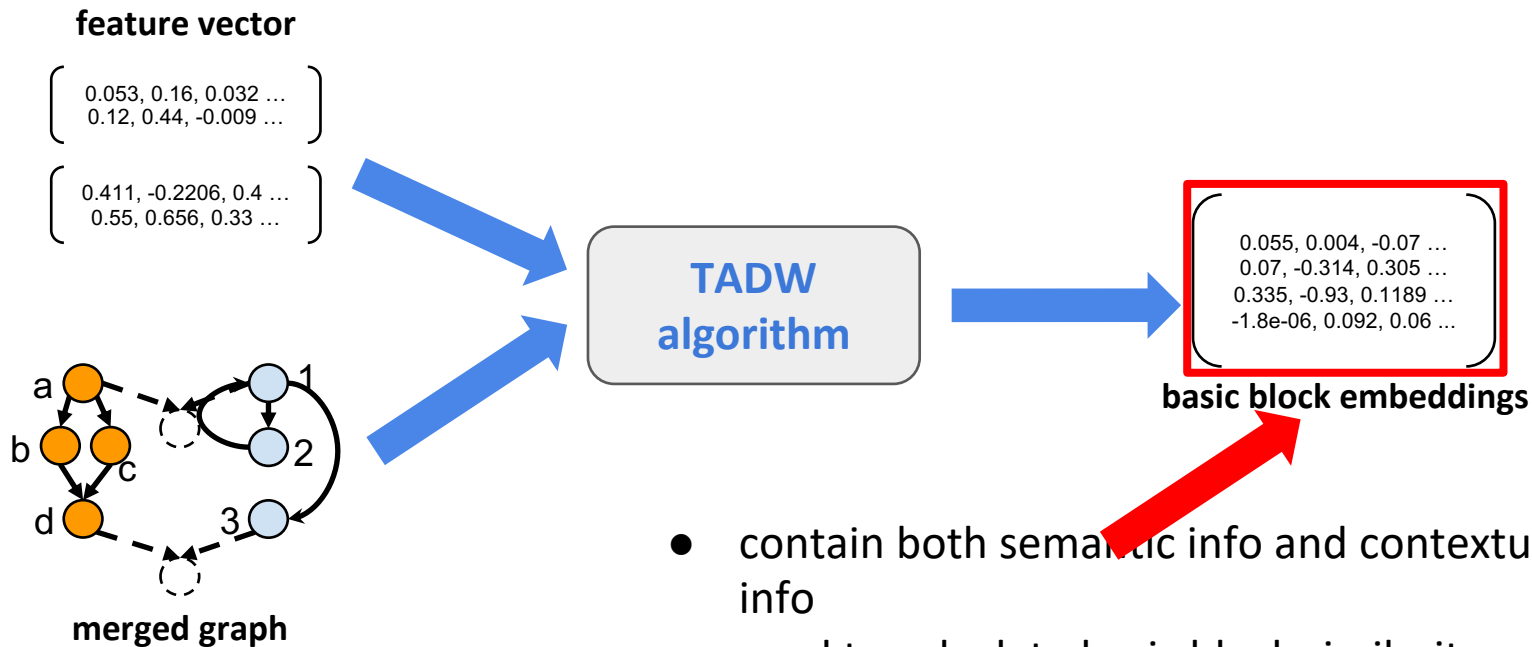 feature vector
0.053, 0.16, 0.032 …
0.12, 0.44, -0.009 …
0.411, -0.2206, 0.4 …
0.55, 0.656, 0.33 …
TADW
algorithm
0.055, 0.004, -0.07 …
0.07, -0.314, 0.305 …
0.335, -0.93, 0.1189 …
-1.8e-06, 0.092, 0.06 ...
basic block embeddings
a
1
b
c
2
d
3
merged graph
● contain both semantic info and contextu
info